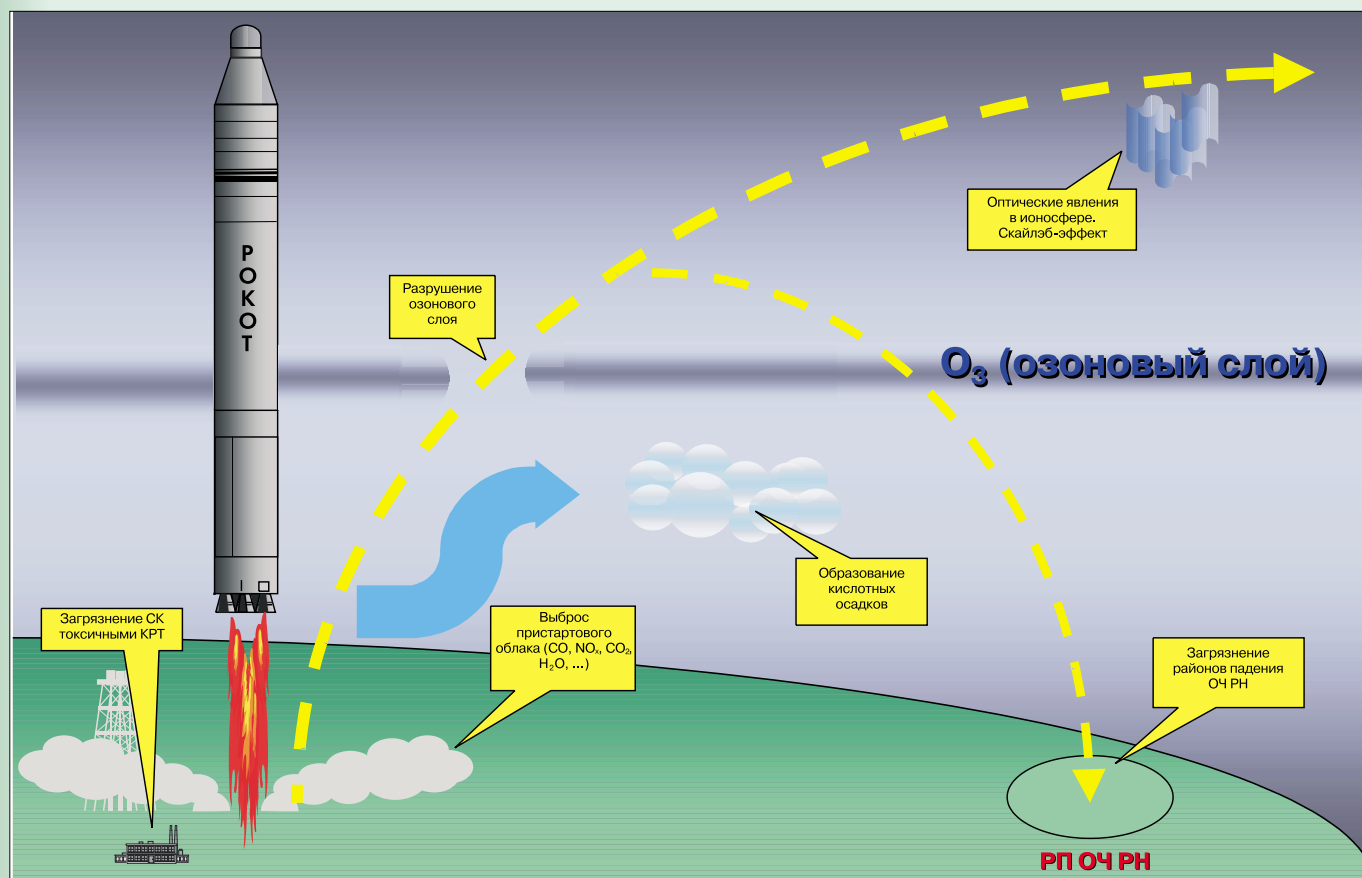 РОКОТ
Оптические явления
в ионосфере.
Скайлэб-эффект
Разрушение
озонового
слоя
O₃ (озоновый слой)
Образование
кислотных
осадков
Загрязнение СК
токсичными КРТ
Выброс
пристартового
облака (CO, NOₓ, CO₂,
H₂O, ...)
Загрязнение
районов падения
ОЧ РН
РП ОЧ РН